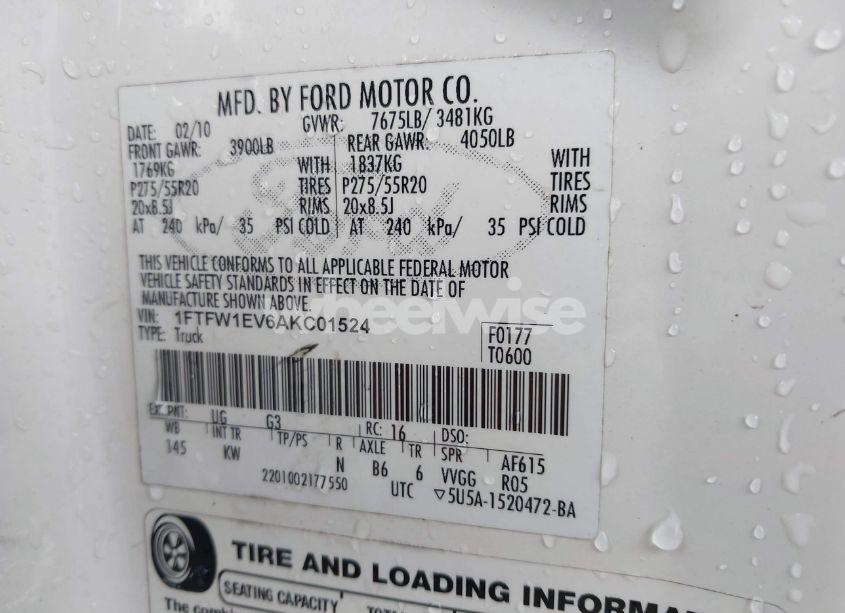 MFD. BY FORD MOTOR CO.
DATE: 02/10 GVWR: 7675LB/ 3481KG
FRONT GAWR: 3900LB REAR GAWR: 4050LB
1769KG WITH 1837KG WITH
P275/55R20 TIRES P275/55R20 TIRES
20x8.5J RIMS 20x8.5J RIMS
AT 240 kPa/ 35 PSI COLD AT 240 kPa/ 35 PSI COLD
THIS VEHICLE CONFORMS TO ALL APPLICABLE FEDERAL MOTOR
VEHICLE SAFETY STANDARDS IN EFFECT ON THE DATE OF
MANUFACTURE SHOWN ABOVE.
wheelwise
VIN: 1FTFW1EV6AKC01524
TYPE: Truck
F0177
T0600
EXT PNT: UG G3 RC: 16 DSO:
WB INT TR TP/PS R AXLE TR SPR AF615
145 KW N B6 6 VVGG R05
2201002177550 UTC ▽5U5A-1520472-BA
TIRE AND LOADING INFORMA
SEATING CAPACITY TOTA
The combin